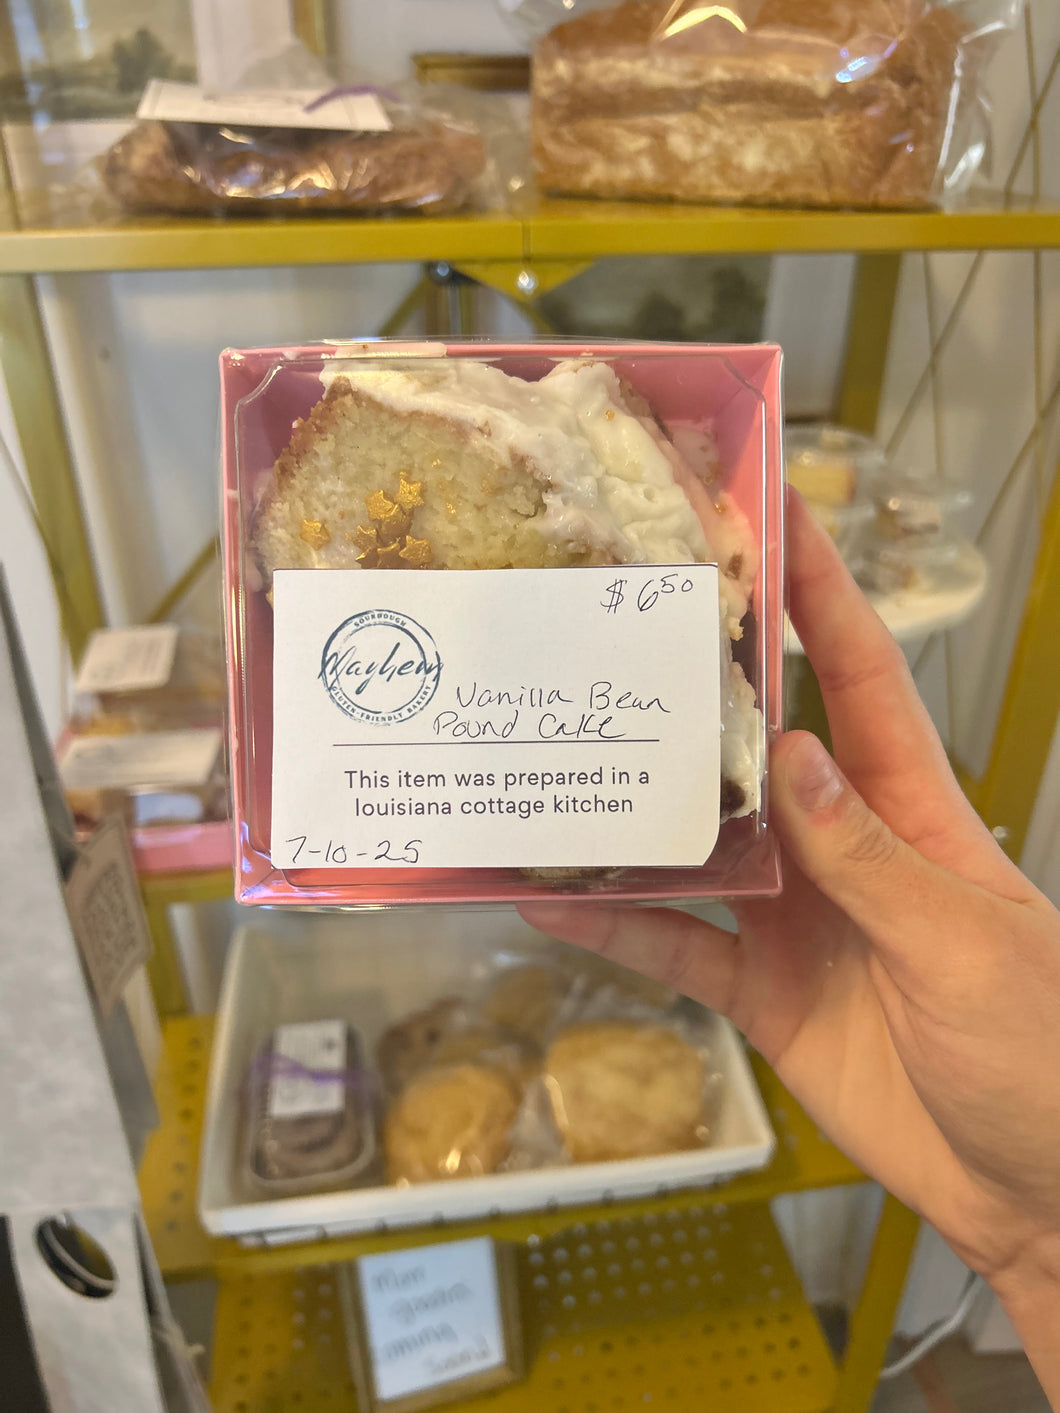 $ 6.50
SOURDOUGH
Mayhem
GLUTEN-FRIENDLY BAKERY
Vanilla Bean
Pound Cake
This item was prepared in a
louisiana cottage kitchen
7-10-25